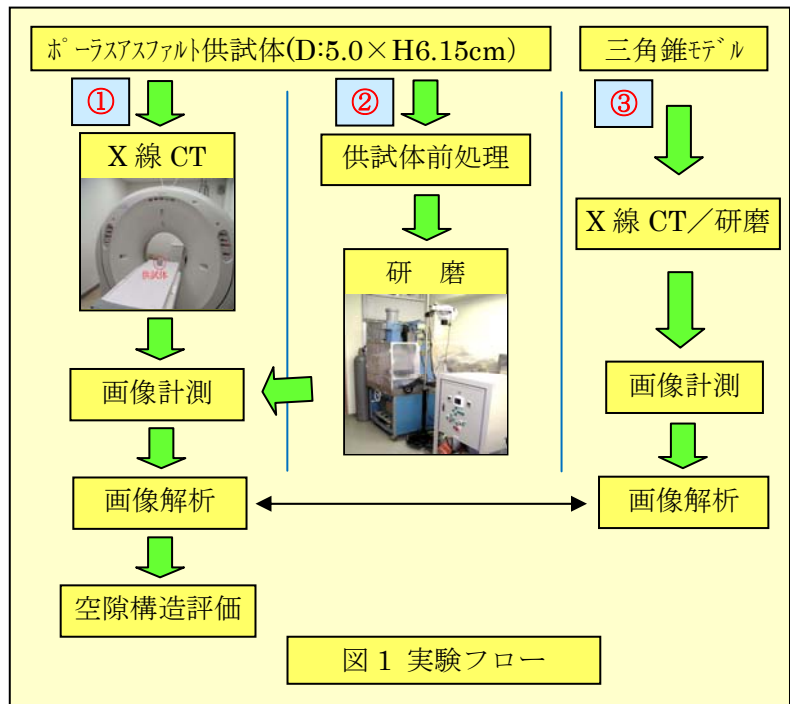 ﾎﾟｰﾗｽｱｽﾌｧﾙﾄ供試体(D:5.0×H6.15cm)
三角錐ﾓﾃﾞﾙ
①
②
③
X 線 CT
供試体
供試体前処理
研 磨
X 線 CT／研磨
画像計測
画像計測
画像解析
画像解析
空隙構造評価
図 1 実験フロー